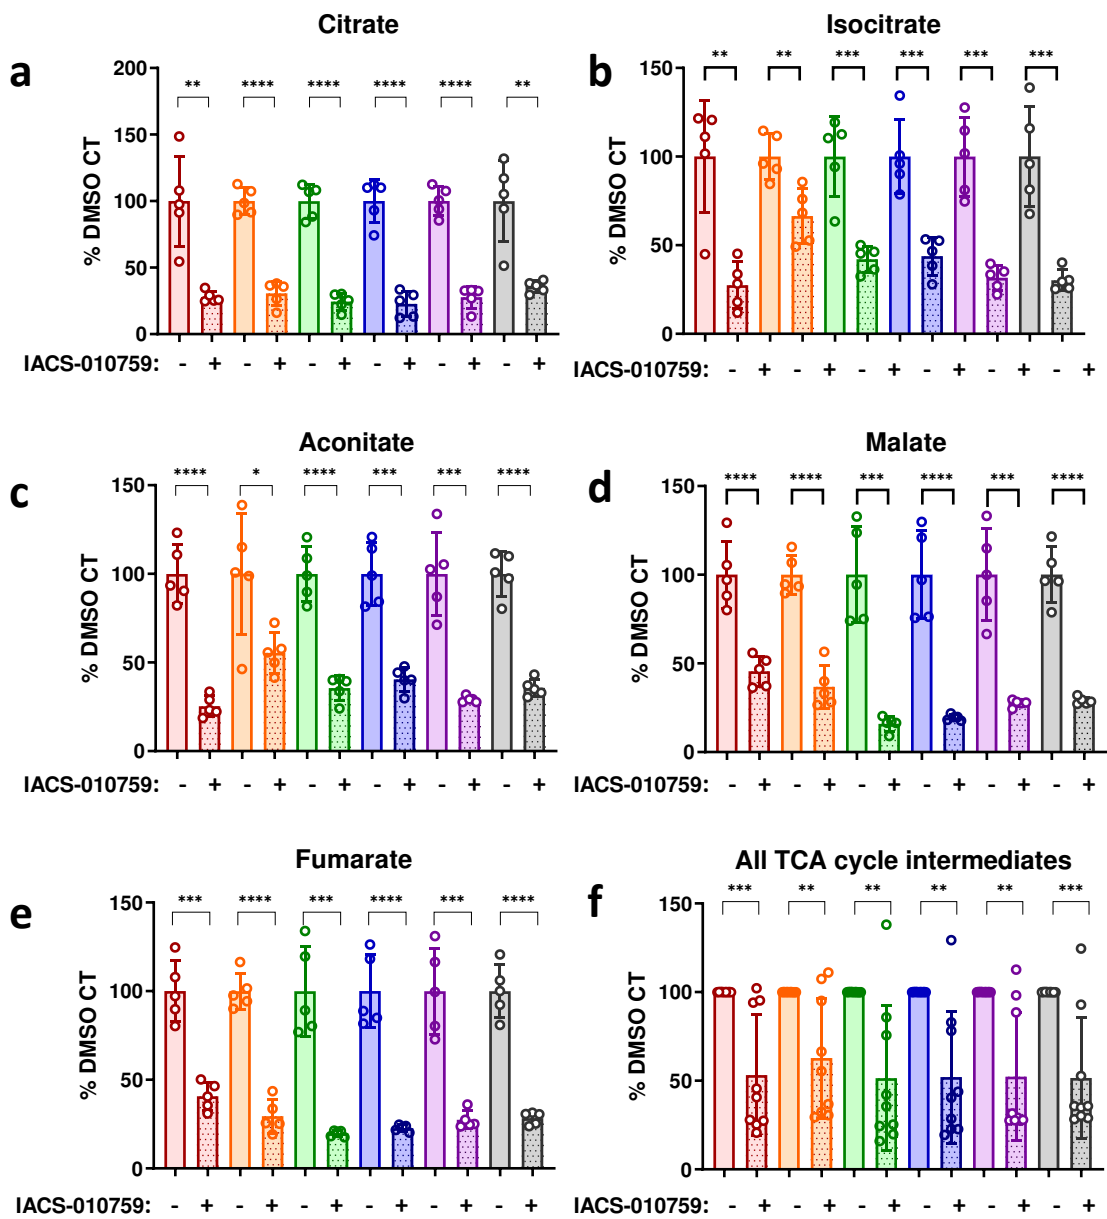 Citrate
a
** **** **** **** **** **
200
150
100
50
0
% DMSO CT
IACS-010759: - + - + - + - + - + - +
Isocitrate
b
** ** *** *** *** ***
150
100
50
0
% DMSO CT
IACS-010759: - + - + - + - + - + - +
Aconitate
c
**** * **** *** *** ****
150
100
50
0
% DMSO CT
IACS-010759: - + - + - + - + - + - +
Malate
d
**** **** *** **** *** ****
150
100
50
0
% DMSO CT
IACS-010759: - + - + - + - + - + - +
Fumarate
e
*** **** *** **** *** ****
150
100
50
0
% DMSO CT
IACS-010759: - + - + - + - + - + - +
All TCA cycle intermediates
f
*** ** ** ** ** ***
150
100
50
0
% DMSO CT
IACS-010759: - + - + - + - + - + - +